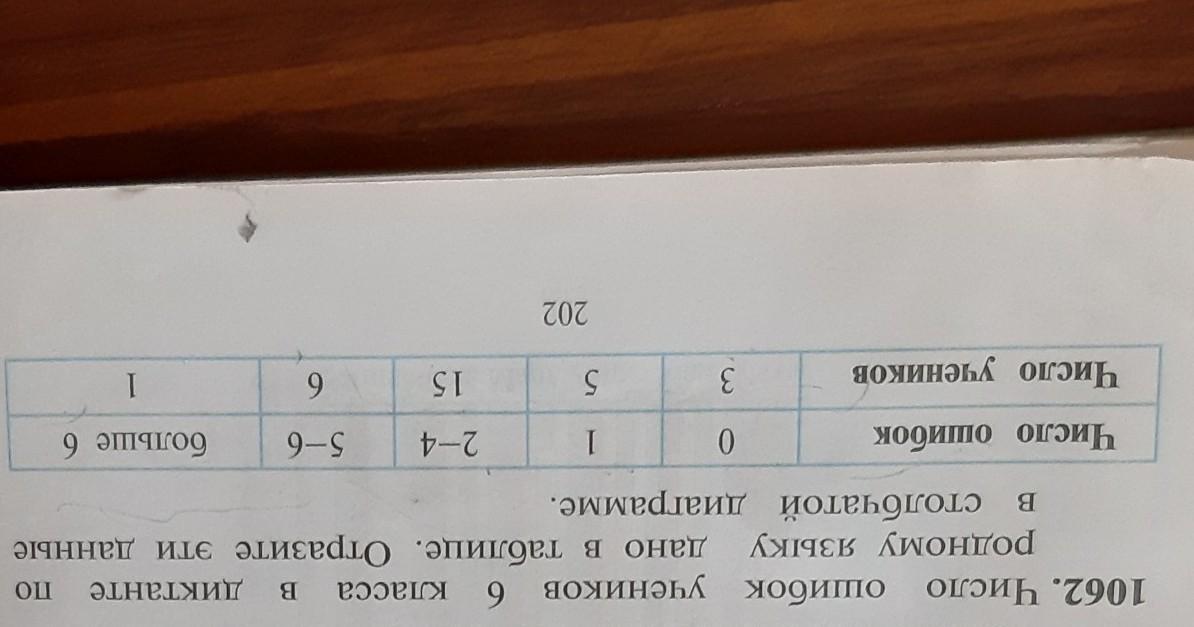 1062. Число ошибок учеников 6 класса в диктанте по
родному языку дано в таблице. Отразите эти данные
в столбчатой диаграмме.
Число ошибок 0 1 2–4 5–6 больше 6
Число учеников 3 5 15 6 1
202